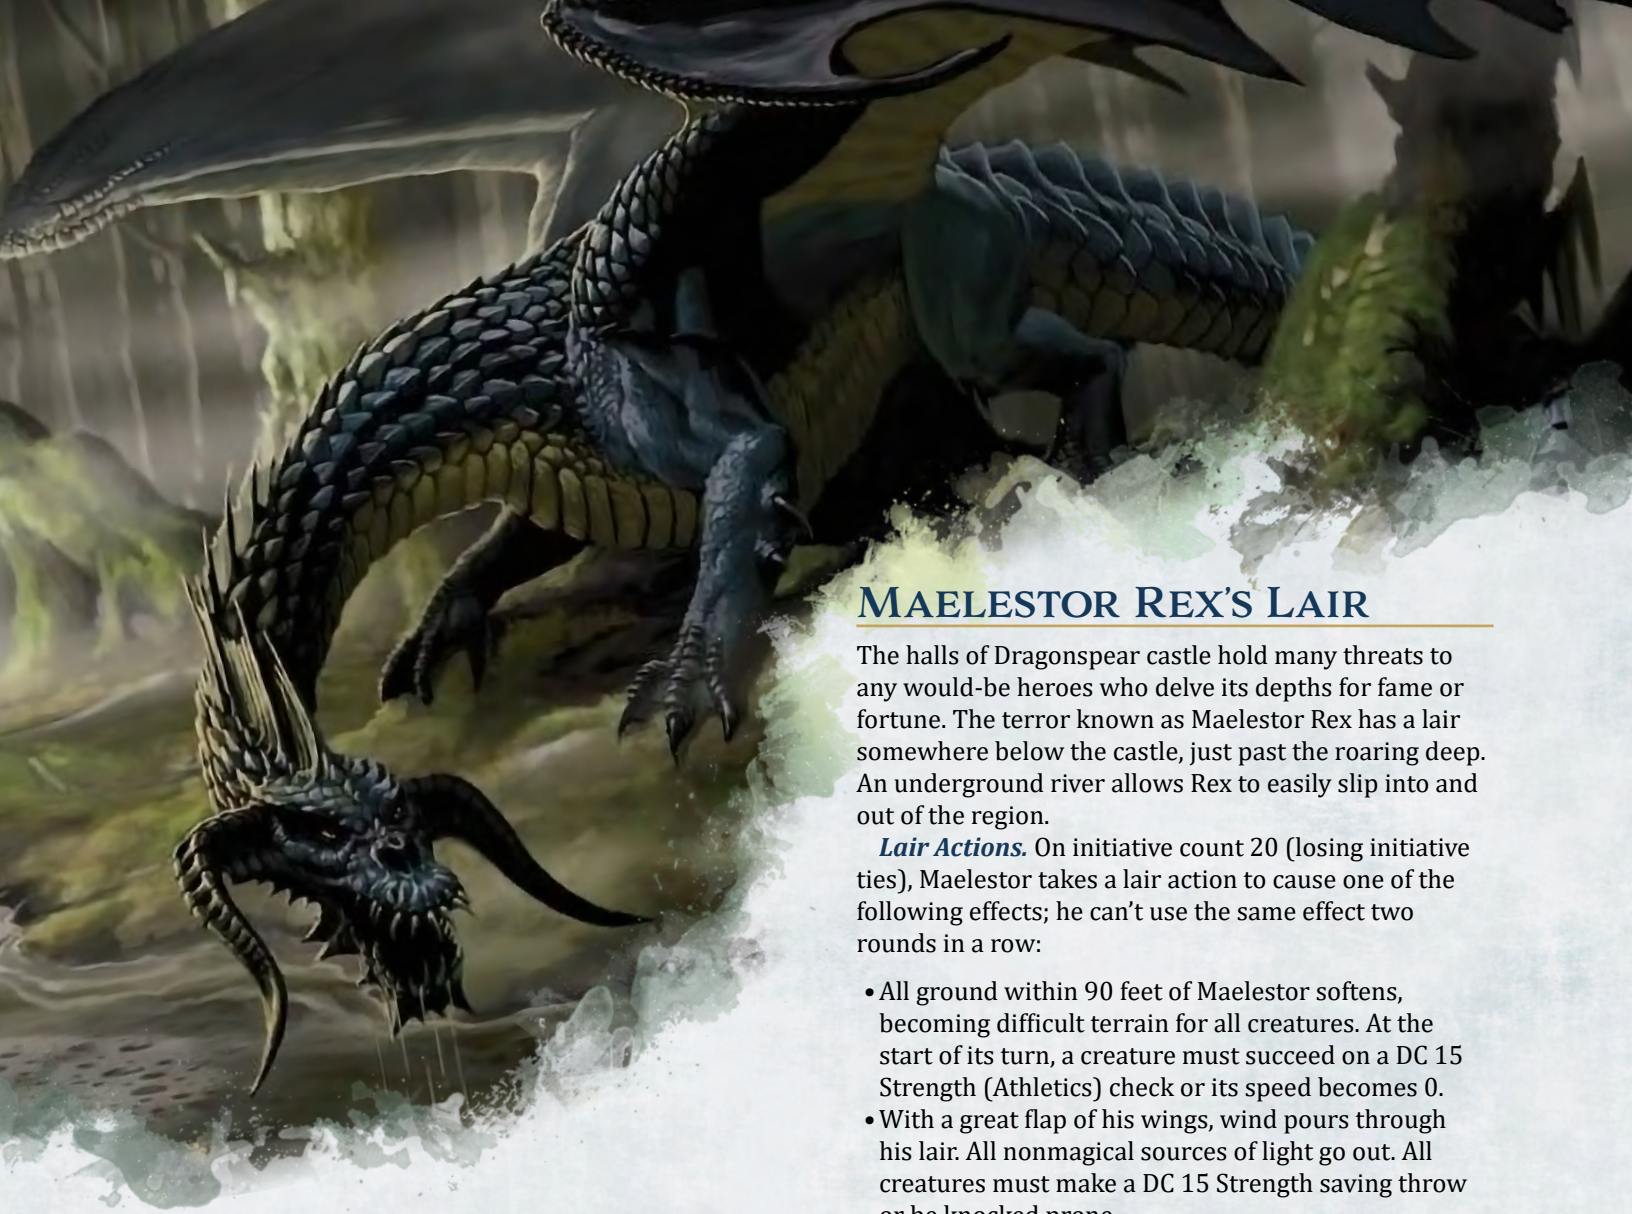 Maelestor Rex's Lair
The halls of Dragonspear castle hold many threats to
any would-be heroes who delve its depths for fame or
fortune. The terror known as Maelestor Rex has a lair
somewhere below the castle, just past the roaring deep.
An underground river allows Rex to easily slip into and
out of the region.
Lair Actions. On initiative count 20 (losing initiative
ties), Maelestor takes a lair action to cause one of the
following effects; he can’t use the same effect two
rounds in a row:
• All ground within 90 feet of Maelestor softens,
becoming difficult terrain for all creatures. At the
start of its turn, a creature must succeed on a DC 15
Strength (Athletics) check or its speed becomes 0.
• With a great flap of his wings, wind pours through
his lair. All nonmagical sources of light go out. All
creatures must make a DC 15 Strength saving throw
or be knocked prone